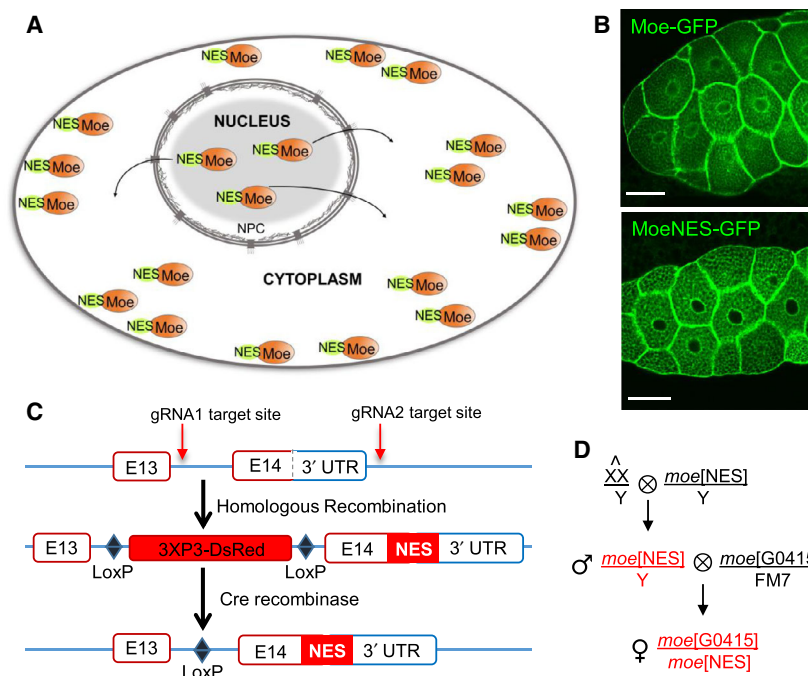 A
NES Moe
NES Moe
NES Moe
NES Moe
NES Moe
NES Moe
NUCLEUS
NES Moe
NES Moe
NES Moe
NES Moe
NES Moe
NES Moe
NES Moe
NES Moe
NPC
CYTOPLASM
NES Moe
NES Moe
NES Moe
NES Moe
NES Moe
NES Moe
NES Moe
B
Moe-GFP
MoeNES-GFP
C
gRNA1 target site
gRNA2 target site
E13
E14
3′ UTR
Homologous Recombination
E13
LoxP
3XP3-DsRed
LoxP
E14
NES
3′ UTR
Cre recombinase
E13
LoxP
E14
NES
3′ UTR
D
^
XX
Y
⊗
moe[NES]
Y
♂
moe[NES]
Y
⊗
moe[G0415
FM7
♀
moe[G0415]
moe[NES]